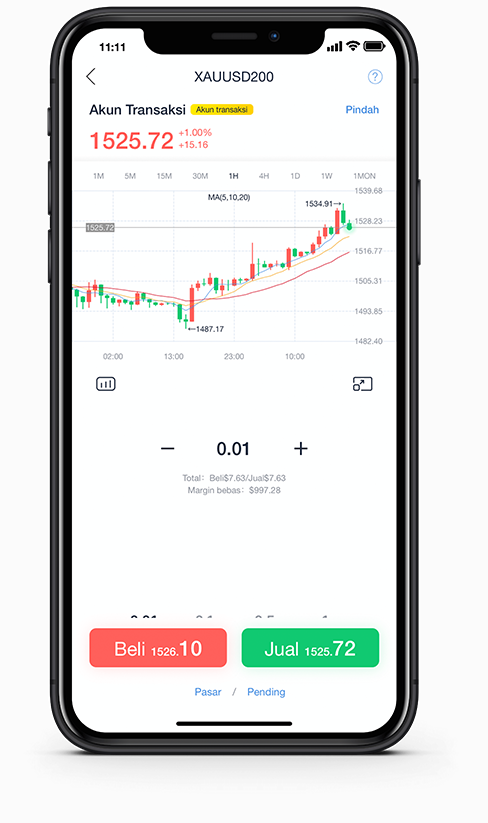 11:11
XAUUSD200
?
Akun Transaksi Akun transaksi Pindah
1525.72 +1.00%
+15.16
1M 5M 15M 30M 1H 4H 1D 1W 1MON
MA(5,10,20)
1539.68
1534.91
1528.23
1525.72
1516.77
1505.31
1493.85
1487.17
1482.40
02:00 13:00 23:00 10:00
− 0.01 +
Total: Beli$7.63/Jual$7.63
Margin bebas: $997.28
Beli 1526.10 Jual 1525.72
Pasar / Pending